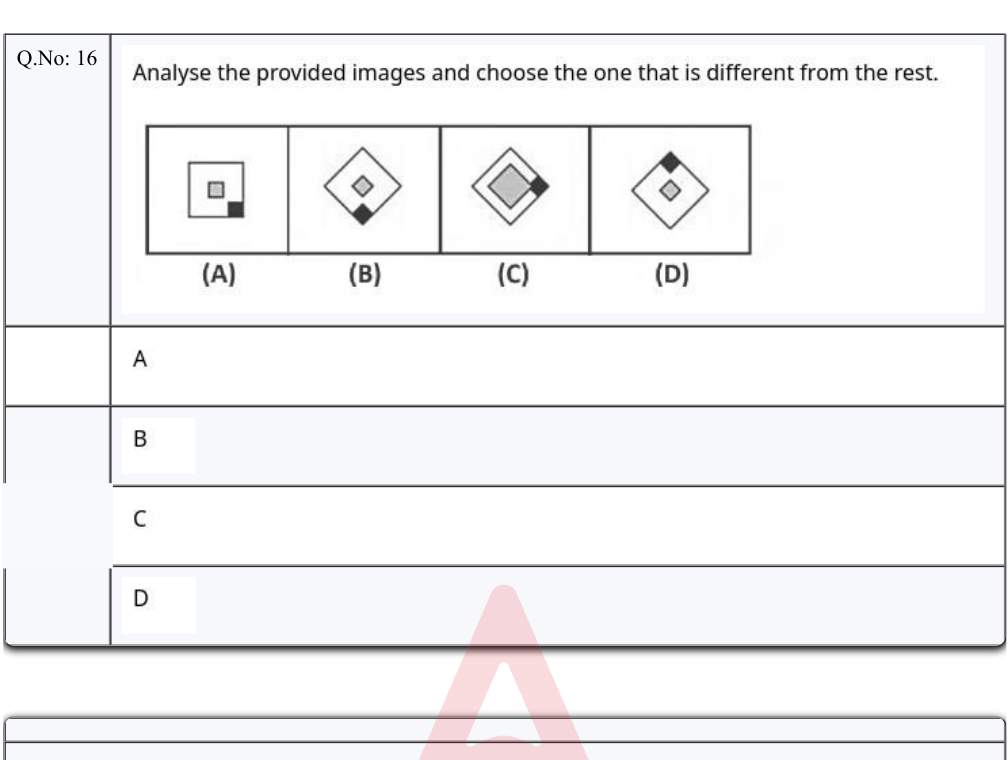 Q.No: 16
Analyse the provided images and choose the one that is different from the rest.
(A) (B) (C) (D)
A
B
C
D